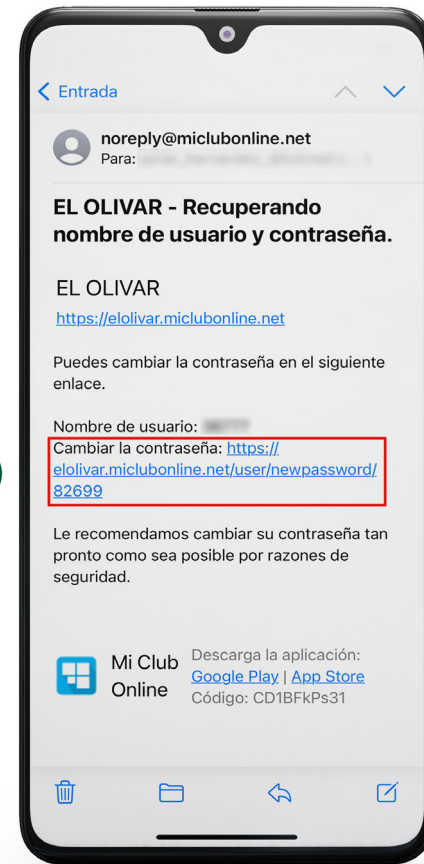 Entrada
noreply@miclubonline.net
Para:
EL OLIVAR - Recuperando
nombre de usuario y contraseña.
EL OLIVAR
https://elolivar.miclubonline.net
Puedes cambiar la contraseña en el siguiente
enlace.
Nombre de usuario:
Cambiar la contraseña: https://
elolivar.miclubonline.net/user/newpassword/
82699
Le recomendamos cambiar su contraseña tan
pronto como sea posible por razones de
seguridad.
Mi Club
Online
Descarga la aplicación:
Google Play | App Store
Código: CD1BFkPs31